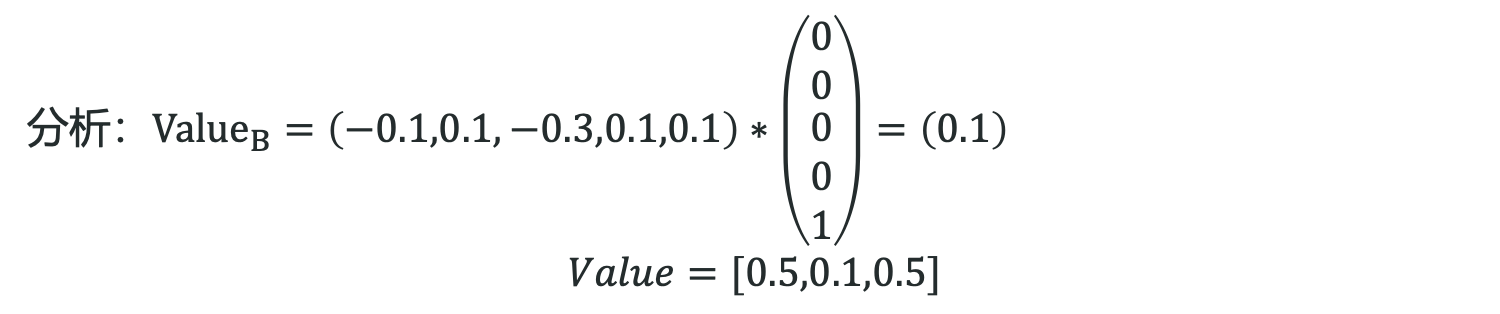 分析：Value_B = (−0.1,0.1, −0.3,0.1,0.1) * (0 0 0 0 1) = (0.1)
Value = [0.5,0.1,0.5]